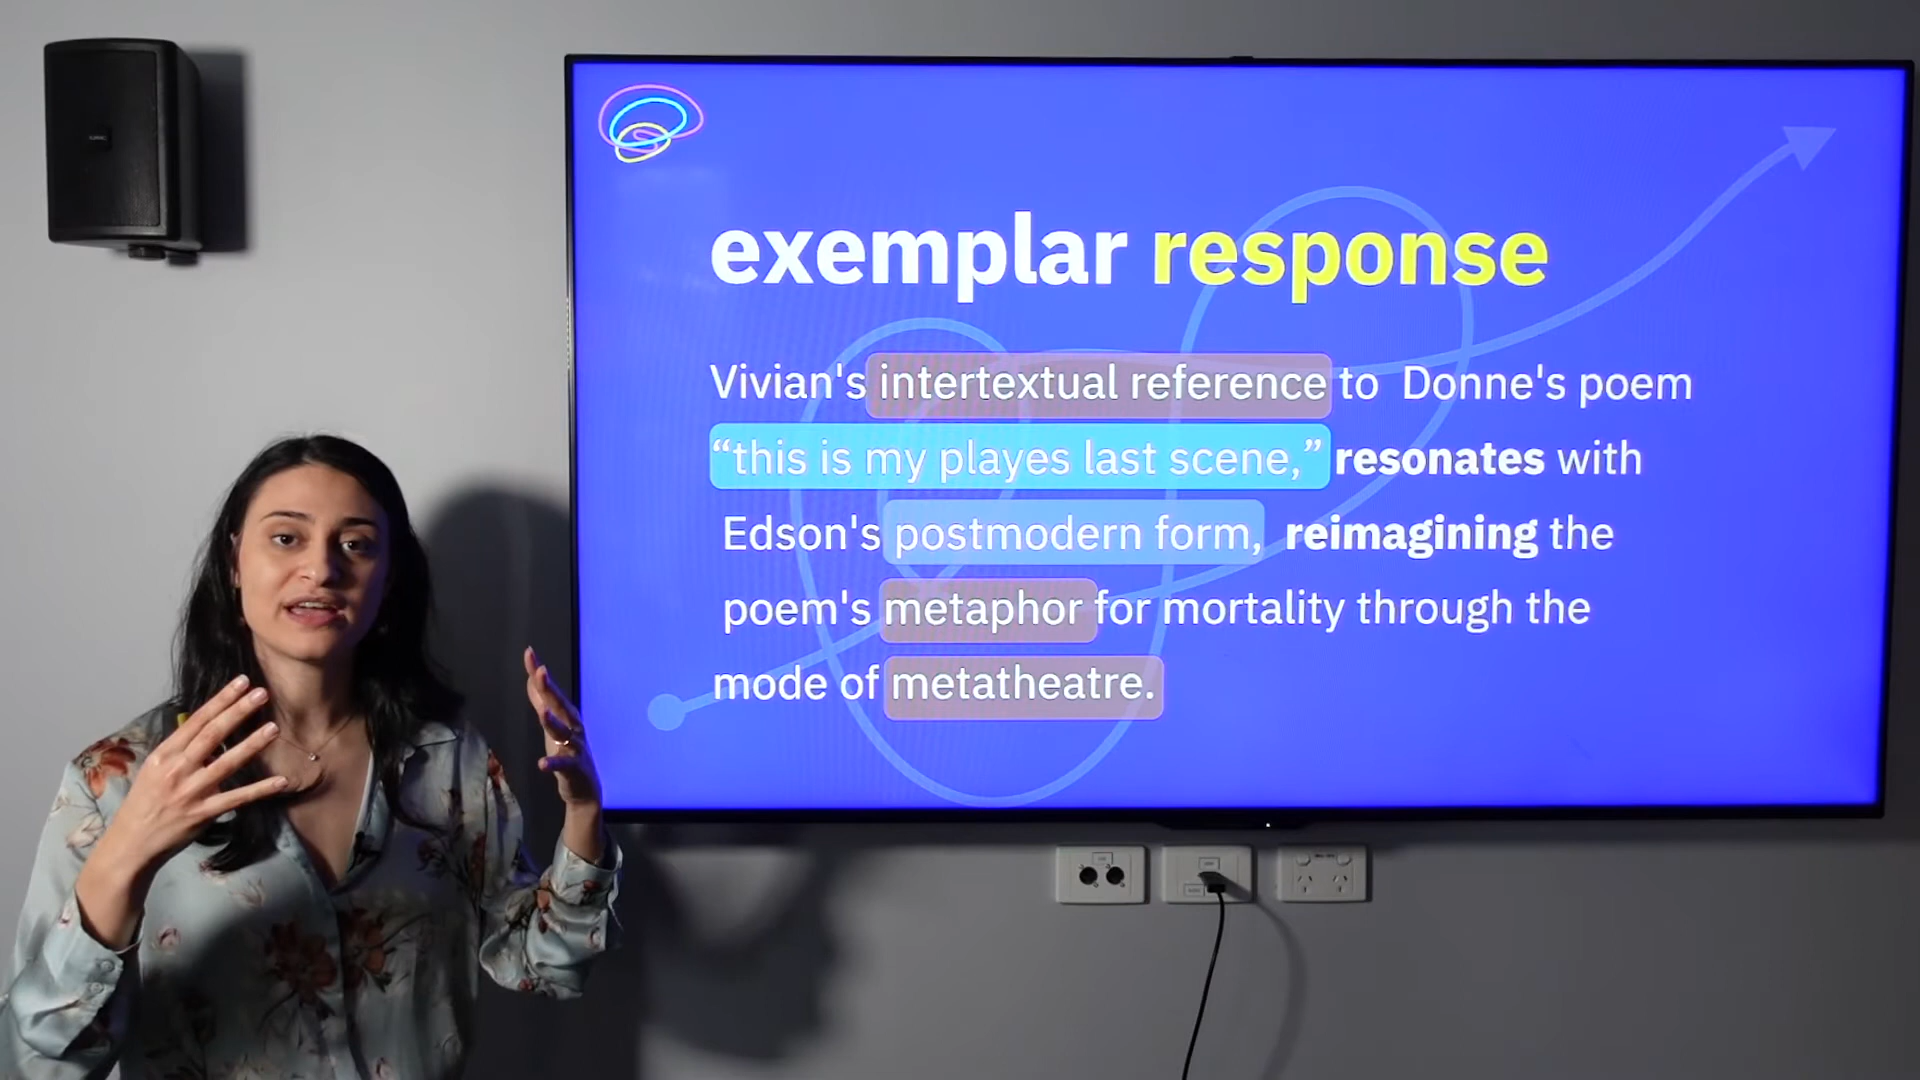 exemplar response
Vivian's intertextual reference to Donne's poem
“this is my playes last scene,” resonates with
Edson's postmodern form, reimagining the
poem's metaphor for mortality through the
mode of metatheatre.